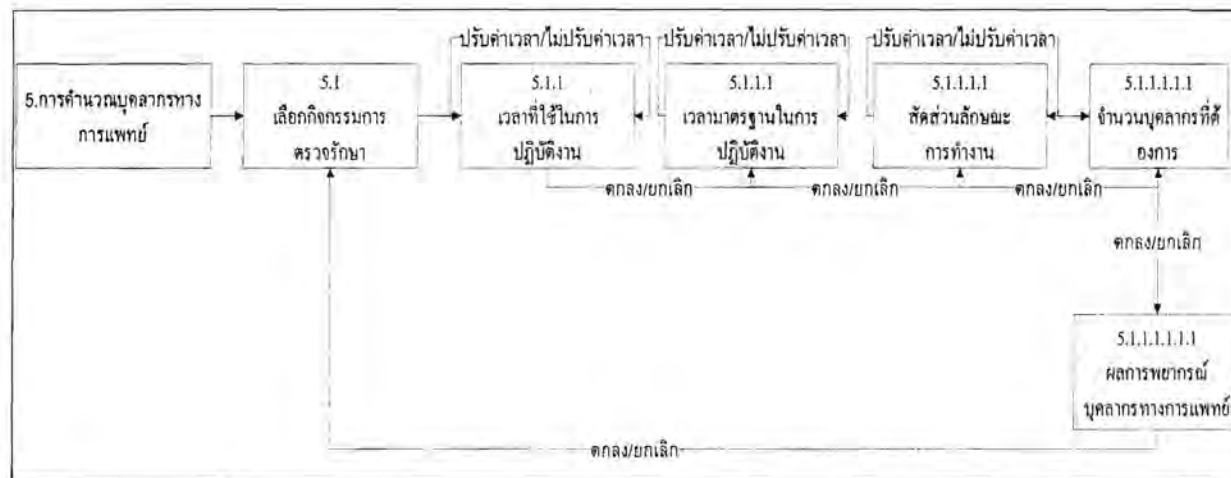 ปรับค่าเวลา/ไม่ปรับค่าเวลา
ปรับค่าเวลา/ไม่ปรับค่าเวลา
ปรับค่าเวลา/ไม่ปรับค่าเวลา
5.การคำนวณบุคลากรทาง
การแพทย์
5.1
เลือกกิจกรรมการ
ตรวจรักษา
5.1.1
เวลาที่ใช้ในการ
ปฏิบัติงาน
5.1.1.1
เวลามาตรฐานในการ
ปฏิบัติงาน
5.1.1.1.1
สัดส่วนลักษณะ
การทำงาน
5.1.1.1.1.1
จำนวนบุคลากรที่ต้
องการ
ตกลง/ยกเลิก
ตกลง/ยกเลิก
ตกลง/ยกเลิก
ตกลง/ยกเลิก
5.1.1.1.1.1.1
ผลการพยากรณ์
บุคลากรทางการแพทย์
ตกลง/ยกเลิก